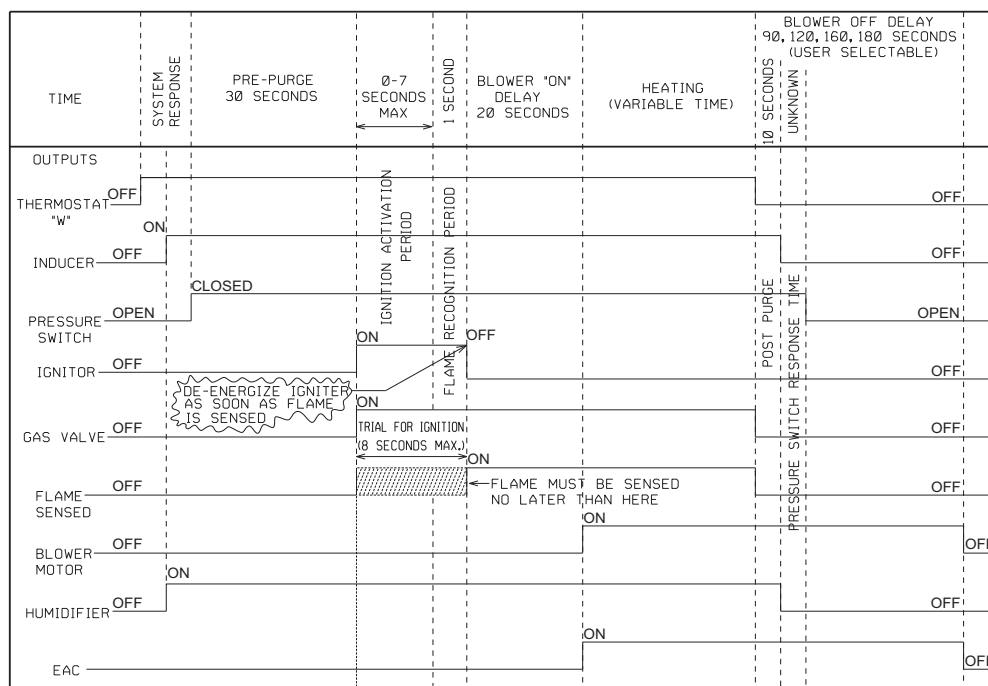 TIME
SYSTEM
RESPONSE
PRE-PURGE
30 SECONDS
0-7
SECONDS
MAX
1 SECOND
BLOWER "ON"
DELAY
20 SECONDS
HEATING
(VARIABLE TIME)
10 SECONDS
UNKNOWN
BLOWER OFF DELAY
90,120,160,180 SECONDS
(USER SELECTABLE)
OUTPUTS
THERMOSTAT
"W"
OFF
OFF
INDUCER
OFF
ON
OFF
PRESSURE
SWITCH
OPEN
CLOSED
OPEN
IGNITION ACTIVATION
PERIOD
FLAME RECOGNITION PERIOD
POST PURGE
PRESSURE SWITCH RESPONSE TIME
IGNITOR
OFF
ON
OFF
OFF
DE-ENERGIZE IGNITER
AS SOON AS FLAME
IS SENSED
GAS VALVE
OFF
ON
OFF
TRIAL FOR IGNITION
(8 SECONDS MAX.)
FLAME
SENSED
OFF
ON
OFF
FLAME MUST BE SENSED
NO LATER THAN HERE
BLOWER
MOTOR
OFF
ON
OFF
HUMIDIFIER
OFF
ON
OFF
EAC
ON
OFF